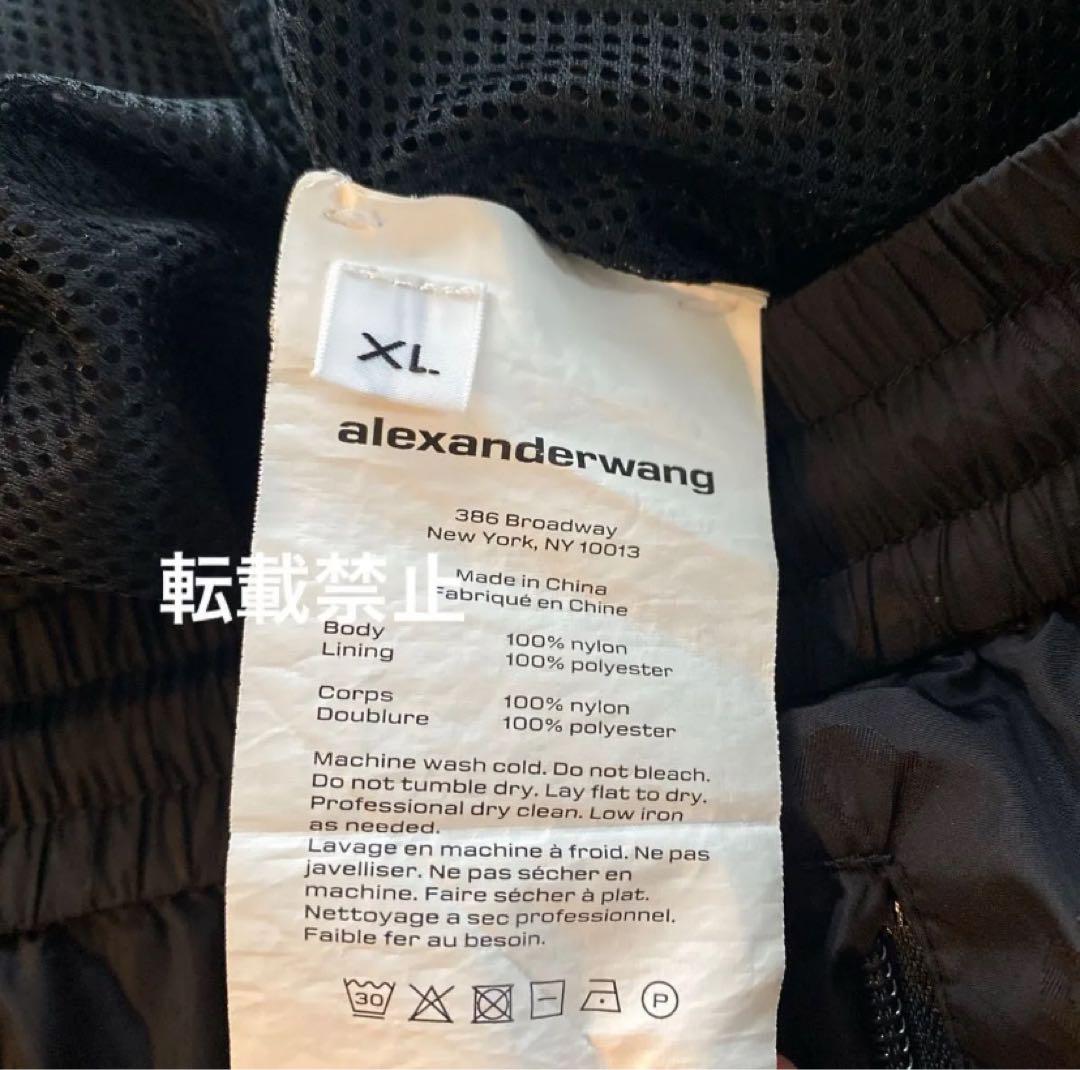 XL
alexanderwang
386 Broadway
New York, NY 10013
転載禁止
Made in China
Fabriqué en Chine
Body 100% nylon
Lining 100% polyester
Corps 100% nylon
Doublure 100% polyester
Machine wash cold. Do not bleach.
Do not tumble dry. Lay flat to dry.
Professional dry clean. Low iron
as needed.
Lavage en machine à froid. Ne pas
javelliser. Ne pas sécher en
machine. Faire sécher à plat.
Nettoyage a sec professionnel.
Faible fer au besoin.
30 P